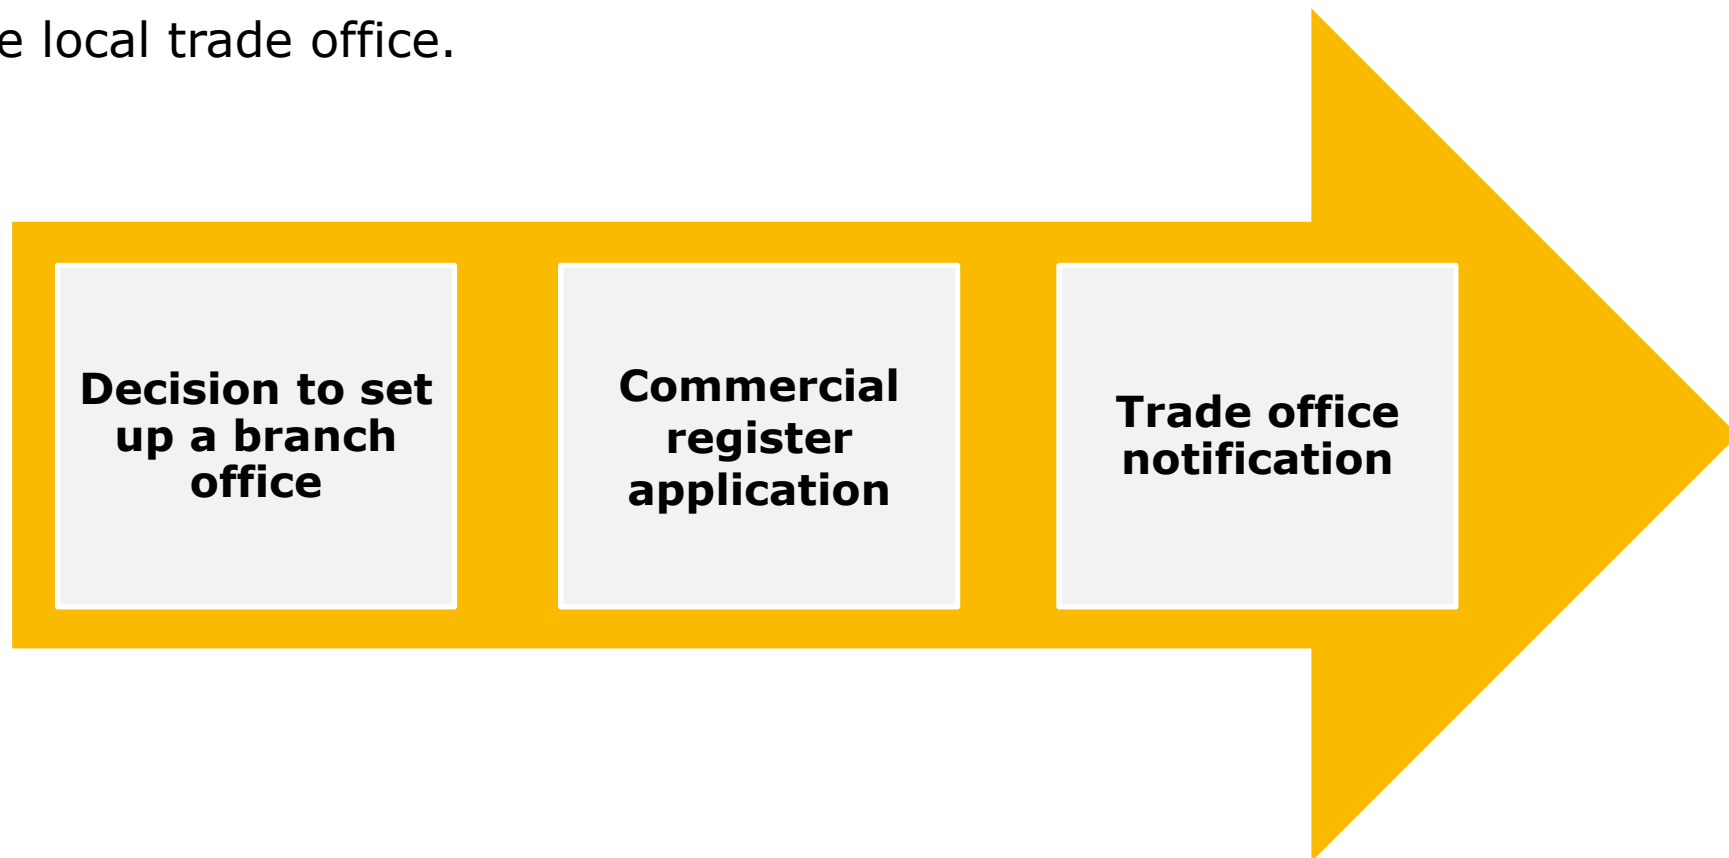 e local trade office.
Decision to set
up a branch
office
Commercial
register
application
Trade office
notification